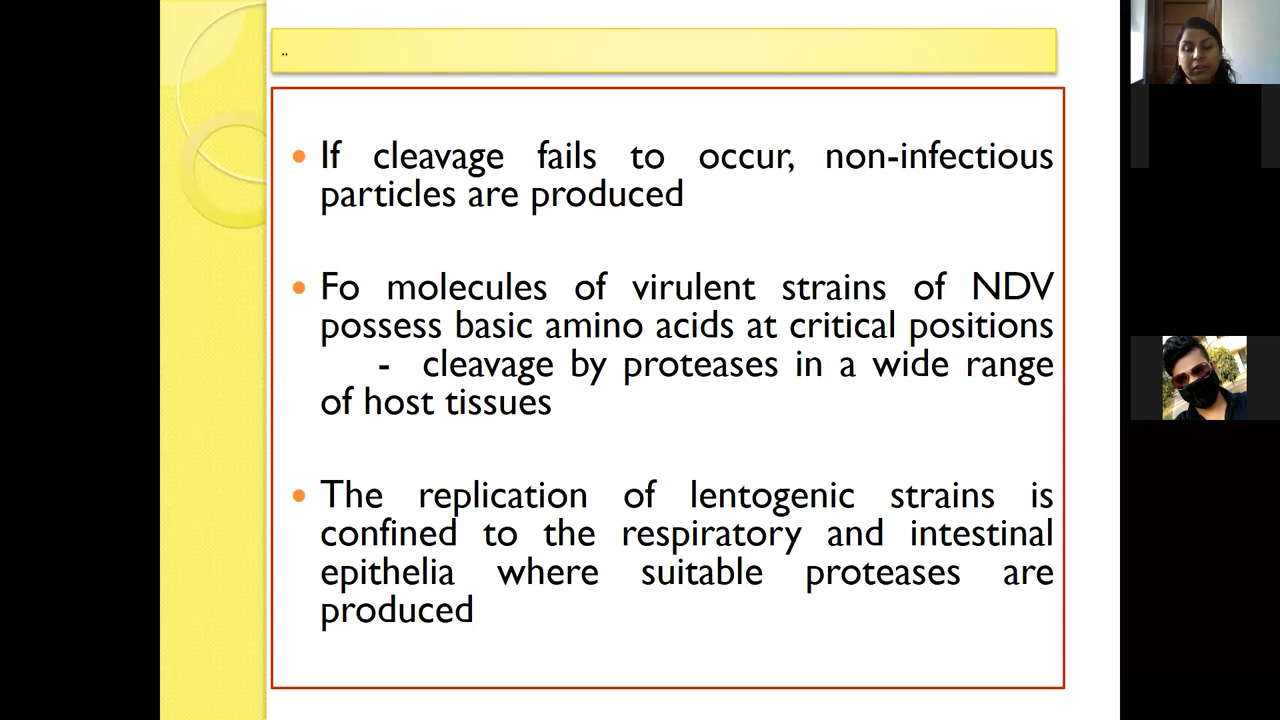 ..
• If cleavage fails to occur, non-infectious
particles are produced
• Fo molecules of virulent strains of NDV
possess basic amino acids at critical positions
- cleavage by proteases in a wide range
of host tissues
• The replication of lentogenic strains is
confined to the respiratory and intestinal
epithelia where suitable proteases are
produced